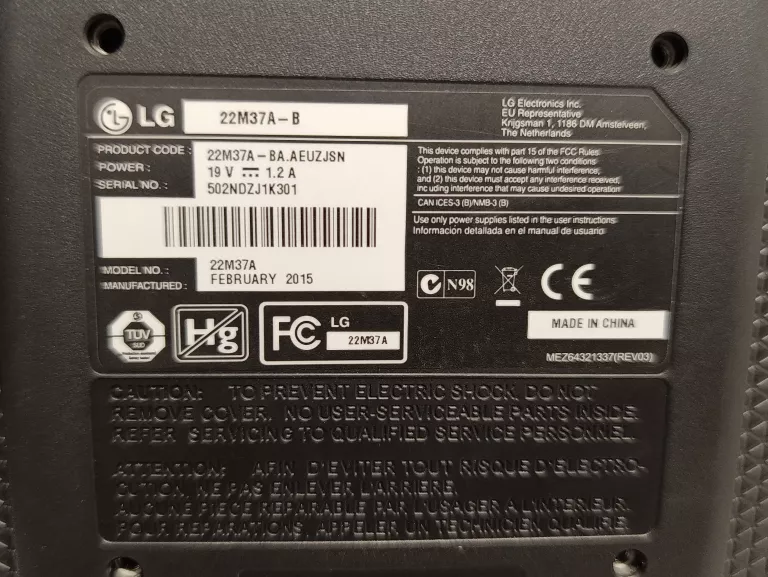 LG 22M37A-B
LG Electronics Inc.
EU Representative
Krijgsman 1, 1186 DM Amstelveen,
The Netherlands
PRODUCT CODE : 22M37A-BA.AEUZJSN
POWER : 19 V ⎓ 1.2 A
SERIAL NO. : 502NDZJ1K301
This device complies with part 15 of the FCC Rules.
Operation is subject to the following two conditions
: (1) this device may not cause harmful interference,
and (2) this device must accept any interference received,
including interference that may cause undesired operation
CAN ICES-3 (B)/NMB-3 (B)
Use only power supplies listed in the user instructions
Información detallada en el manual de usuario
MODEL NO. : 22M37A
MANUFACTURED : FEBRUARY 2015
N98
CE
TÜV
SÜD
Hg
FC LG
22M37A
MADE IN CHINA
MEZ64321337(REV03)
CAUTION: TO PREVENT ELECTRIC SHOCK, DO NOT
REMOVE COVER. NO USER-SERVICEABLE PARTS INSIDE.
REFER SERVICING TO QUALIFIED SERVICE PERSONNEL.
ATTENTION: AFIN D'EVITER TOUT RISQUE D'ELECTRO-
CUTION, NE PAS ENLEVER L'ARRIERE.
AUCUNE PIECE REPARABLE PAR L'USAGER A L'INTERIEUR.
POUR REPARATIONS, APPELER UN TECHNICIEN QUALIFIE.